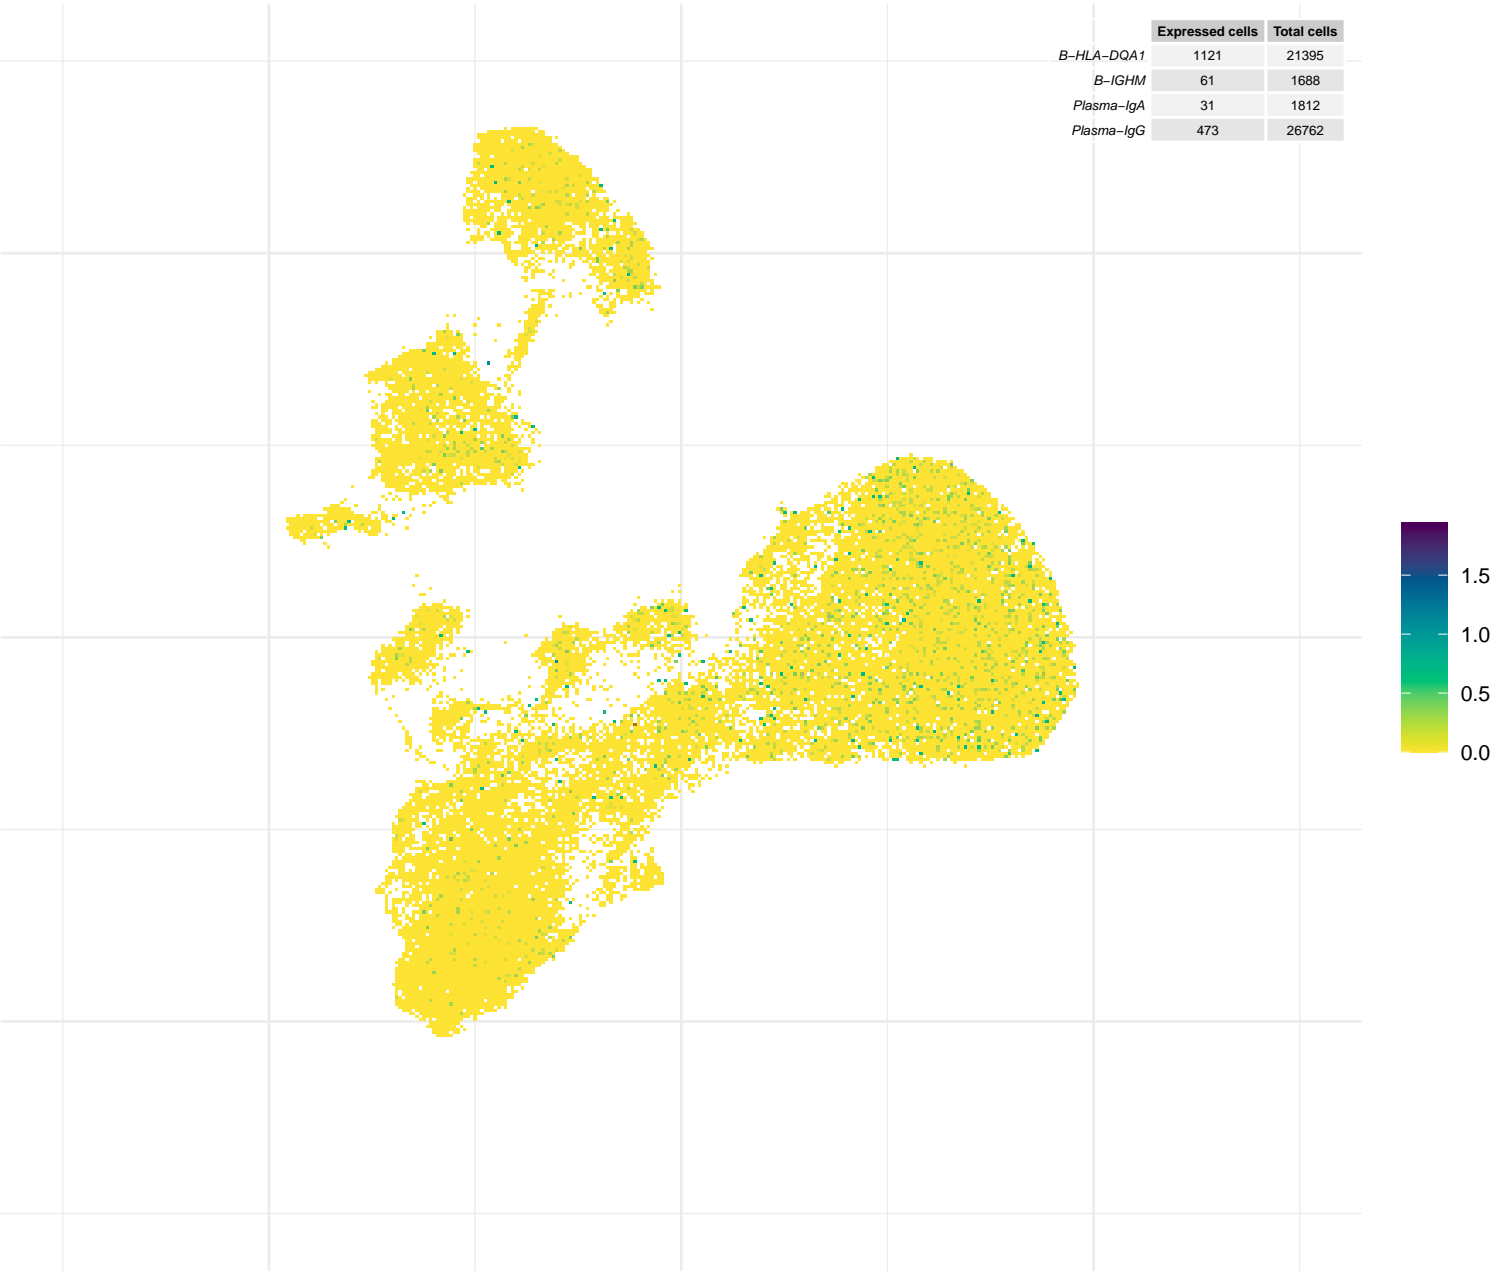 Expressed cells Total cells
B−HLA−DQA1 1121 21395
B−IGHM 61 1688
Plasma−IgA 31 1812
Plasma−IgG 473 26762
1.5
1.0
0.5
0.0